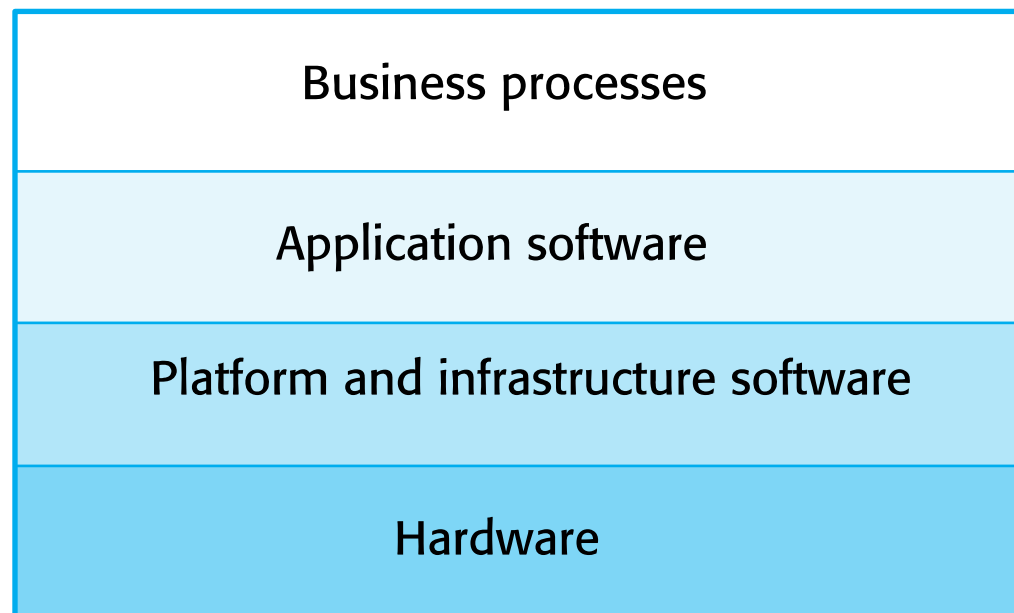 Business processes
Application software
Platform and infrastructure software
Hardware